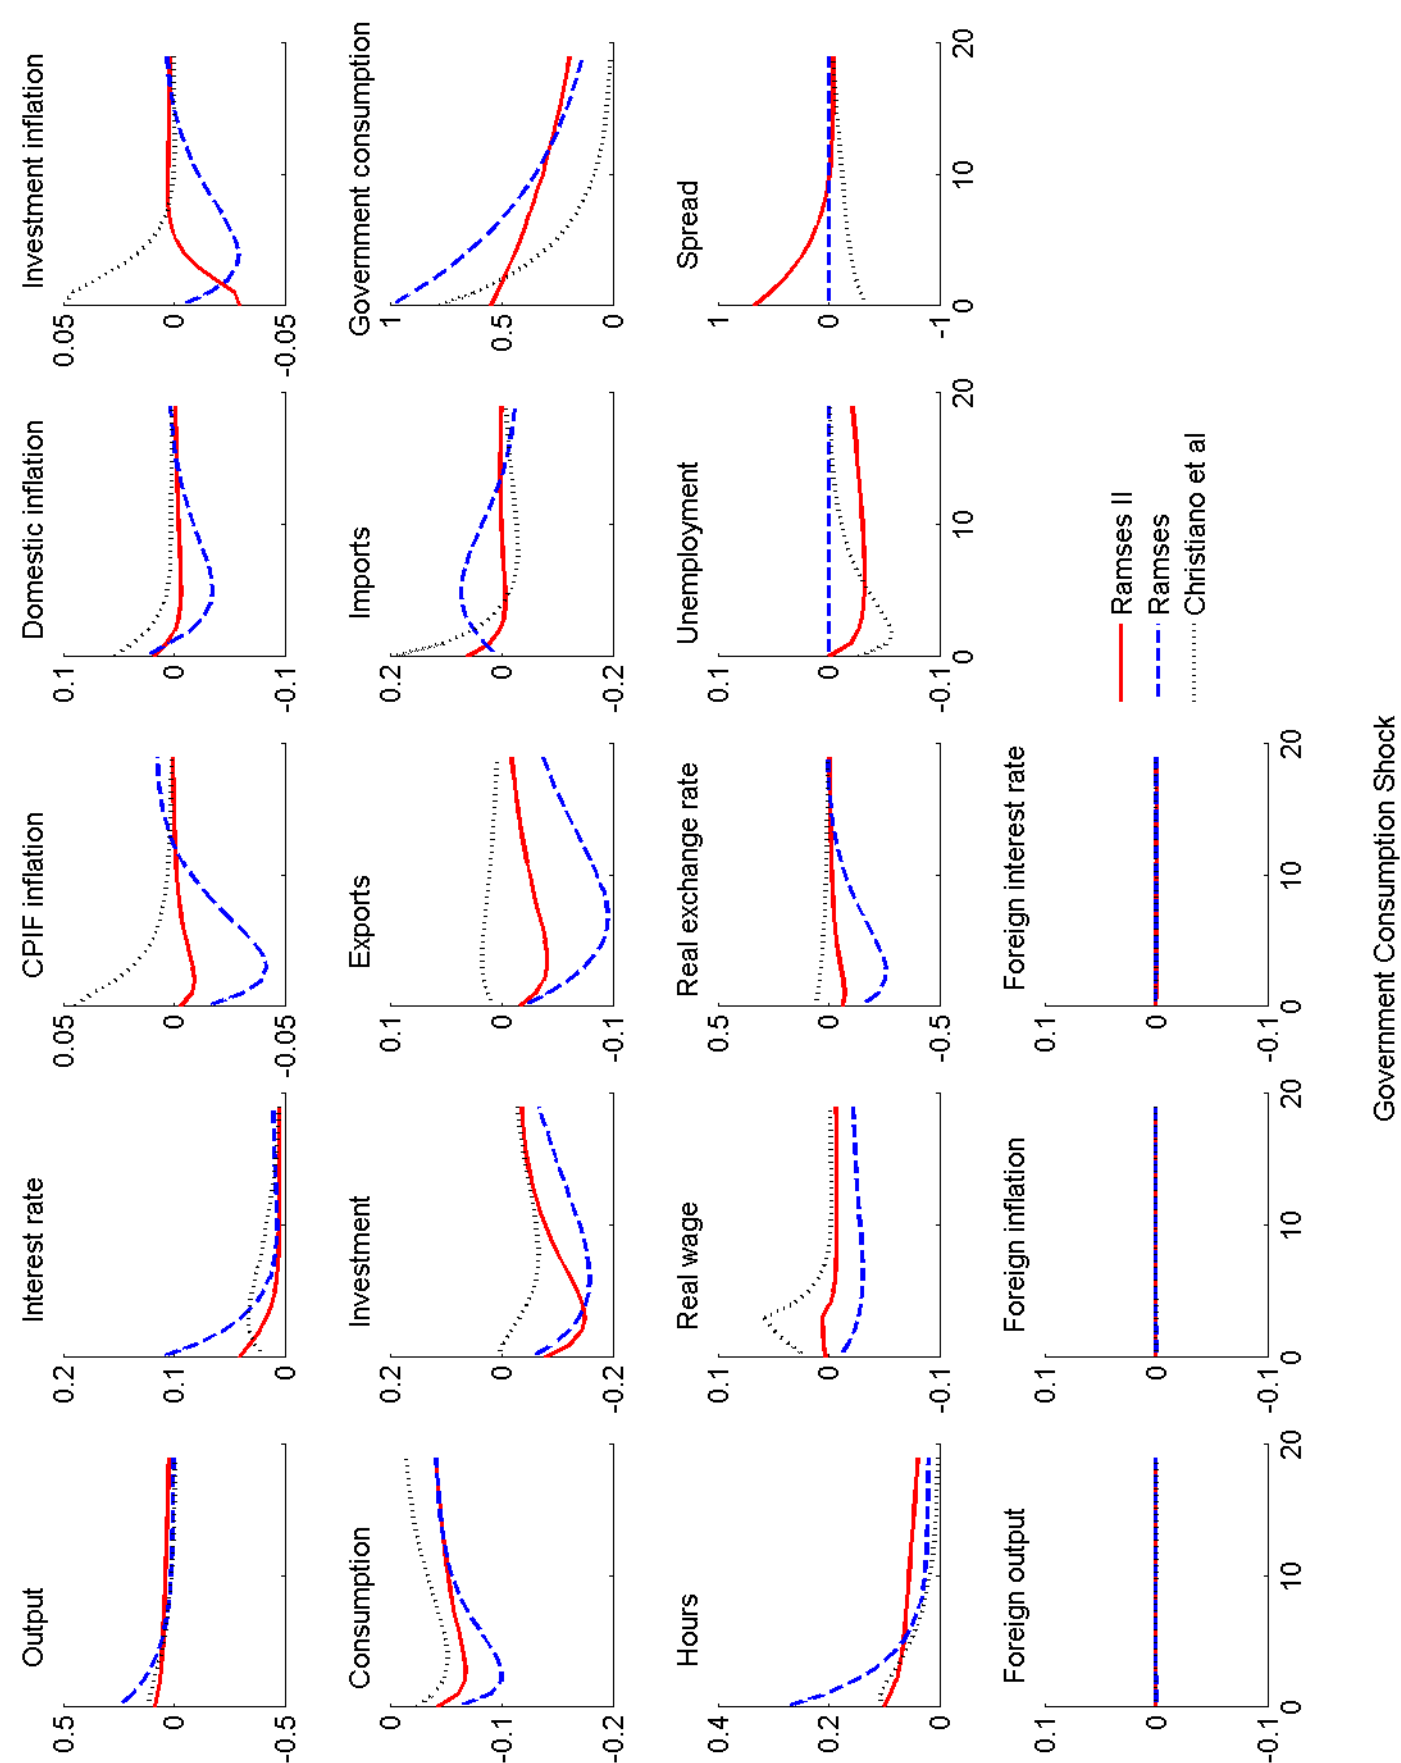 Output
Interest rate
CPIF inflation
Domestic inflation
Investment inflation
0.5
0
-0.5
0.2
0.1
0
0.05
0
-0.05
0.1
0
-0.1
0.05
0
-0.05
Consumption
Investment
Exports
Imports
Government consumption
0
-0.1
-0.2
0.2
0
-0.2
0.1
0
-0.1
0.2
0
-0.2
1
0.5
0
Hours
Real wage
Real exchange rate
Unemployment
Spread
0.4
0.2
0
0.1
0
-0.1
0.5
0
-0.5
0.1
0
-0.1
0 10 20
1
0
-1
0 10 20
Foreign output
Foreign inflation
Foreign interest rate
0.1
0
-0.1
0 10 20
0.1
0
-0.1
0 10 20
0.1
0
-0.1
0 10 20
Ramses II
Ramses
Christiano et al
Government Consumption Shock